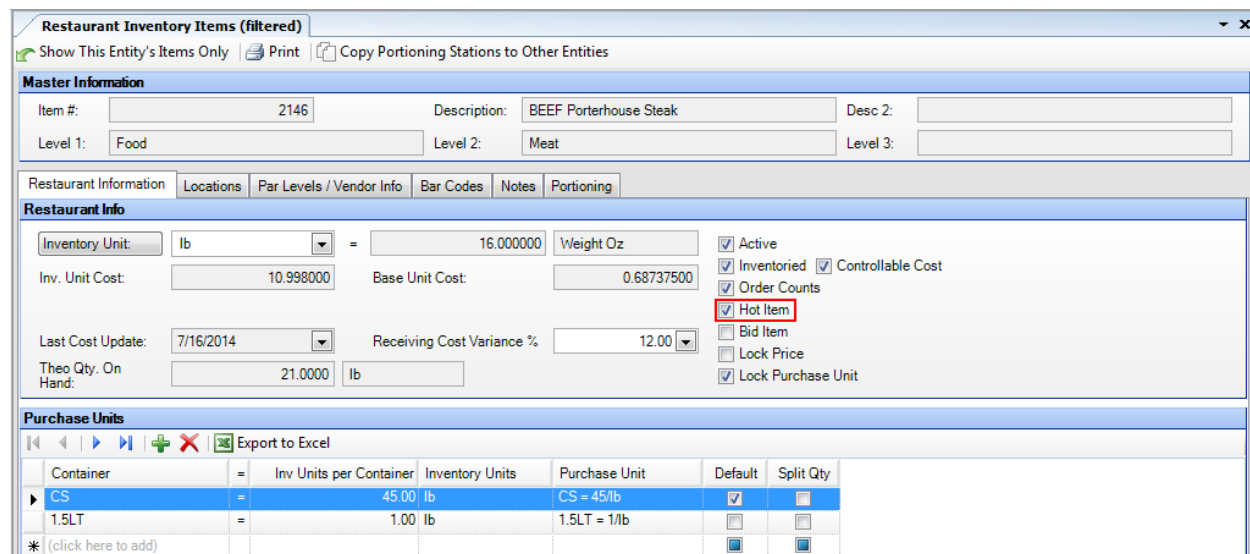 Restaurant Inventory Items (filtered)
Show This Entity's Items Only Print Copy Portioning Stations to Other Entities
Master Information
Item #: 2146 Description: BEEF Porterhouse Steak Desc 2:
Level 1: Food Level 2: Meat Level 3:
Restaurant Information Locations Par Levels / Vendor Info Bar Codes Notes Portioning
Restaurant Info
Inventory Unit: lb = 16.000000 Weight Oz Active
Inventoried Controllable Cost
Inv. Unit Cost: 10.998000 Base Unit Cost: 0.68737500
Order Counts
Hot Item
Bid Item
Last Cost Update: 7/16/2014 Receiving Cost Variance % 12.00
Lock Price
Theo Qty. On Hand: 21.0000 lb Lock Purchase Unit
Purchase Units
Export to Excel
Container = Inv Units per Container Inventory Units Purchase Unit Default Split Qty
CS = 45.00 lb CS = 45/lb
1.5LT = 1.00 lb 1.5LT = 1/lb
(click here to add)